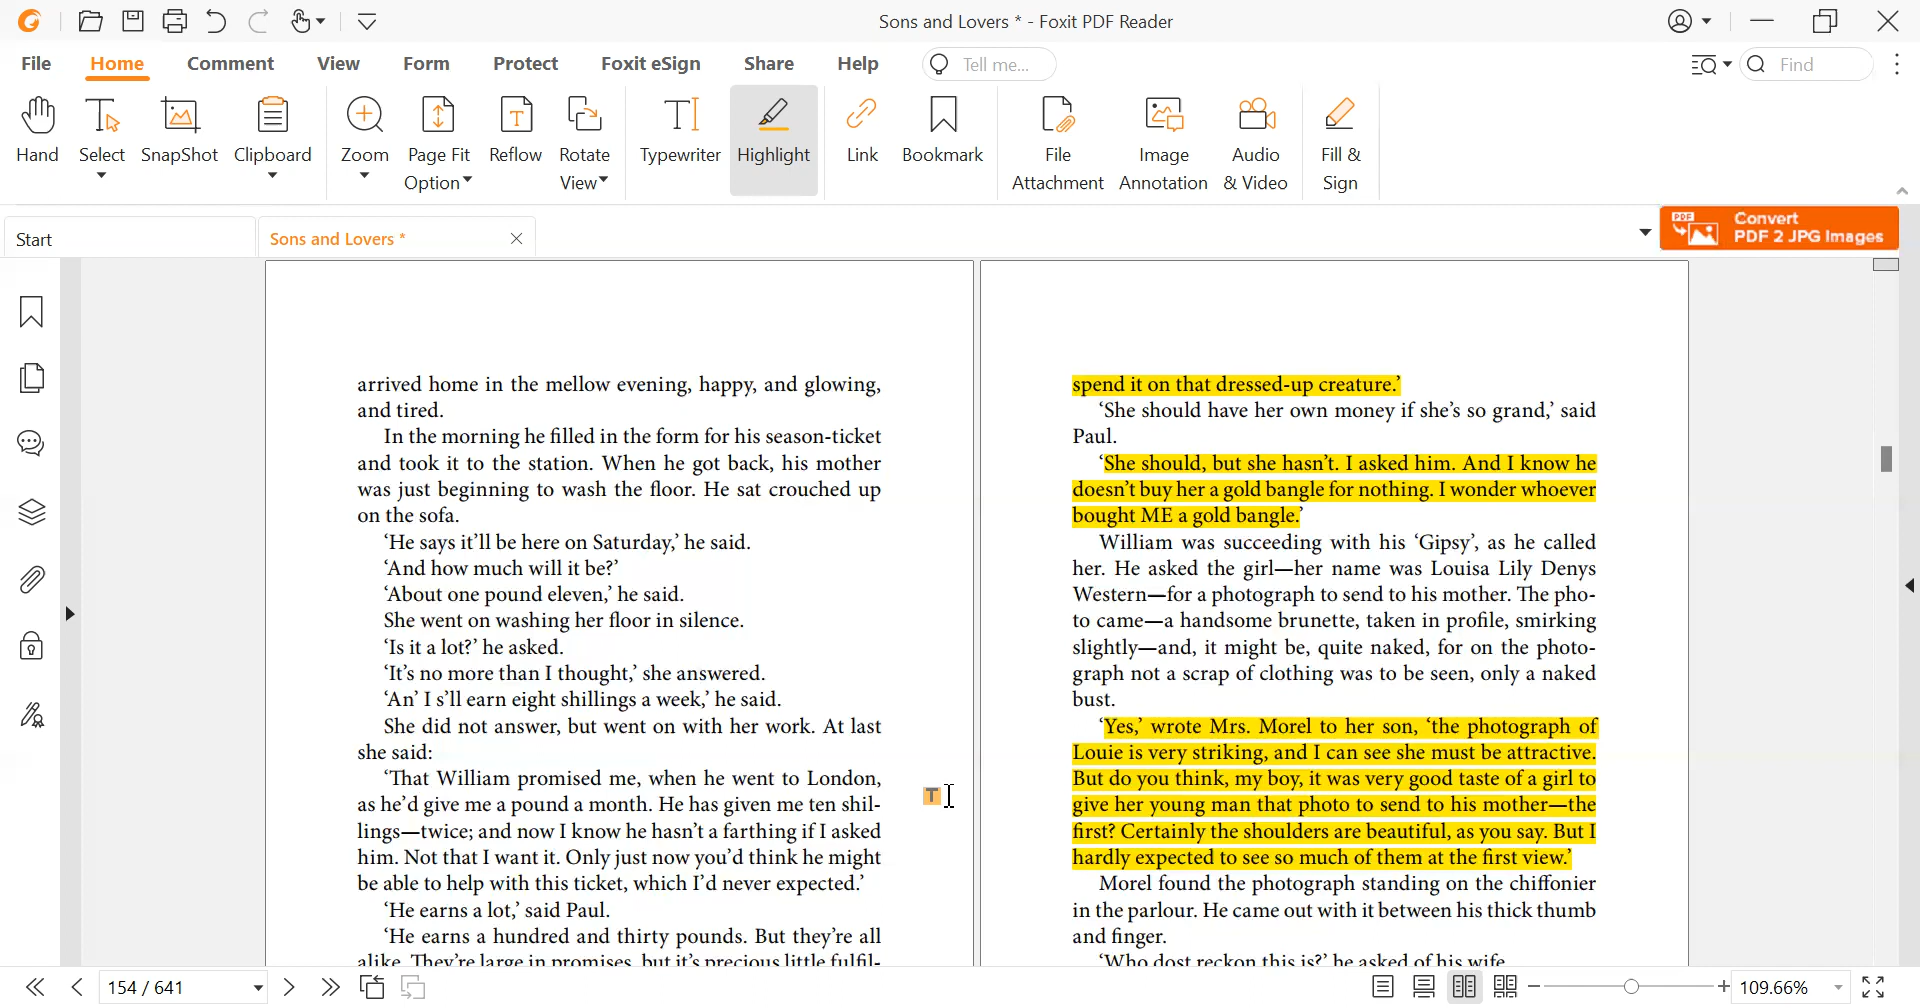 Sons and Lovers * - Foxit PDF Reader
File Home Comment View Form Protect Foxit eSign Share Help Tell me... Find
Hand Select SnapShot Clipboard Zoom Page Fit Option Reflow Rotate View Typewriter Highlight Link Bookmark File Attachment Image Annotation Audio & Video Fill & Sign
Start
Sons and Lovers *
PDF
Convert
PDF 2 JPG Images
arrived home in the mellow evening, happy, and glowing,
and tired.
In the morning he filled in the form for his season-ticket
and took it to the station. When he got back, his mother
was just beginning to wash the floor. He sat crouched up
on the sofa.
‘He says it’ll be here on Saturday,’ he said.
‘And how much will it be?’
‘About one pound eleven,’ he said.
She went on washing her floor in silence.
‘Is it a lot?’ he asked.
‘It’s no more than I thought,’ she answered.
‘An’ I s’ll earn eight shillings a week,’ he said.
She did not answer, but went on with her work. At last
she said:
‘That William promised me, when he went to London,
as he’d give me a pound a month. He has given me ten shil-
lings—twice; and now I know he hasn’t a farthing if I asked
him. Not that I want it. Only just now you’d think he might
be able to help with this ticket, which I’d never expected.’
‘He earns a lot,’ said Paul.
‘He earns a hundred and thirty pounds. But they’re all
alike. They’re large in promises, but it’s precious little fulfil-
T
spend it on that dressed-up creature.’
‘She should have her own money if she’s so grand,’ said
Paul.
‘She should, but she hasn’t. I asked him. And I know he
doesn’t buy her a gold bangle for nothing. I wonder whoever
bought ME a gold bangle.’
William was succeeding with his ‘Gipsy’, as he called
her. He asked the girl—her name was Louisa Lily Denys
Western—for a photograph to send to his mother. The pho-
to came—a handsome brunette, taken in profile, smirking
slightly—and, it might be, quite naked, for on the photo-
graph not a scrap of clothing was to be seen, only a naked
bust.
‘Yes,’ wrote Mrs. Morel to her son, ‘the photograph of
Louie is very striking, and I can see she must be attractive.
But do you think, my boy, it was very good taste of a girl to
give her young man that photo to send to his mother—the
first? Certainly the shoulders are beautiful, as you say. But I
hardly expected to see so much of them at the first view.’
Morel found the photograph standing on the chiffonier
in the parlour. He came out with it between his thick thumb
and finger.
‘Who dost reckon this is?’ he asked of his wife.
154 / 641
109.66%